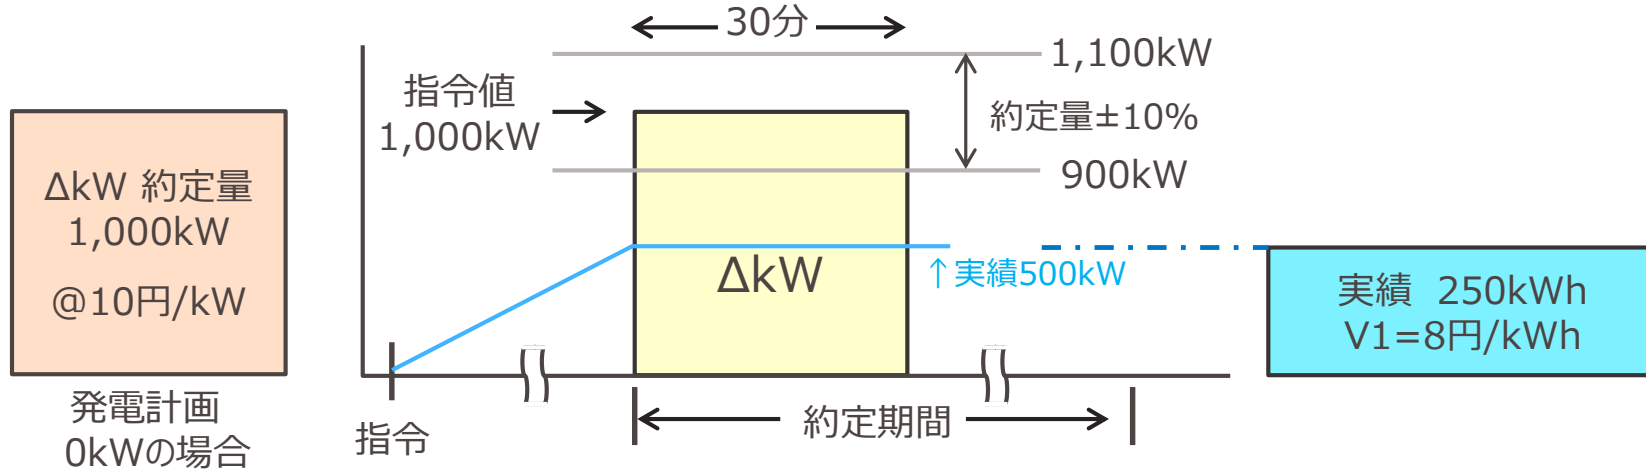 30分
1,100kW
指令値
1,000kW
約定量±10%
900kW
ΔkW 約定量
1,000kW
@10円/kW
ΔkW
↑実績500kW
実績 250kWh
V1=8円/kWh
発電計画
0kWの場合
指令
約定期間